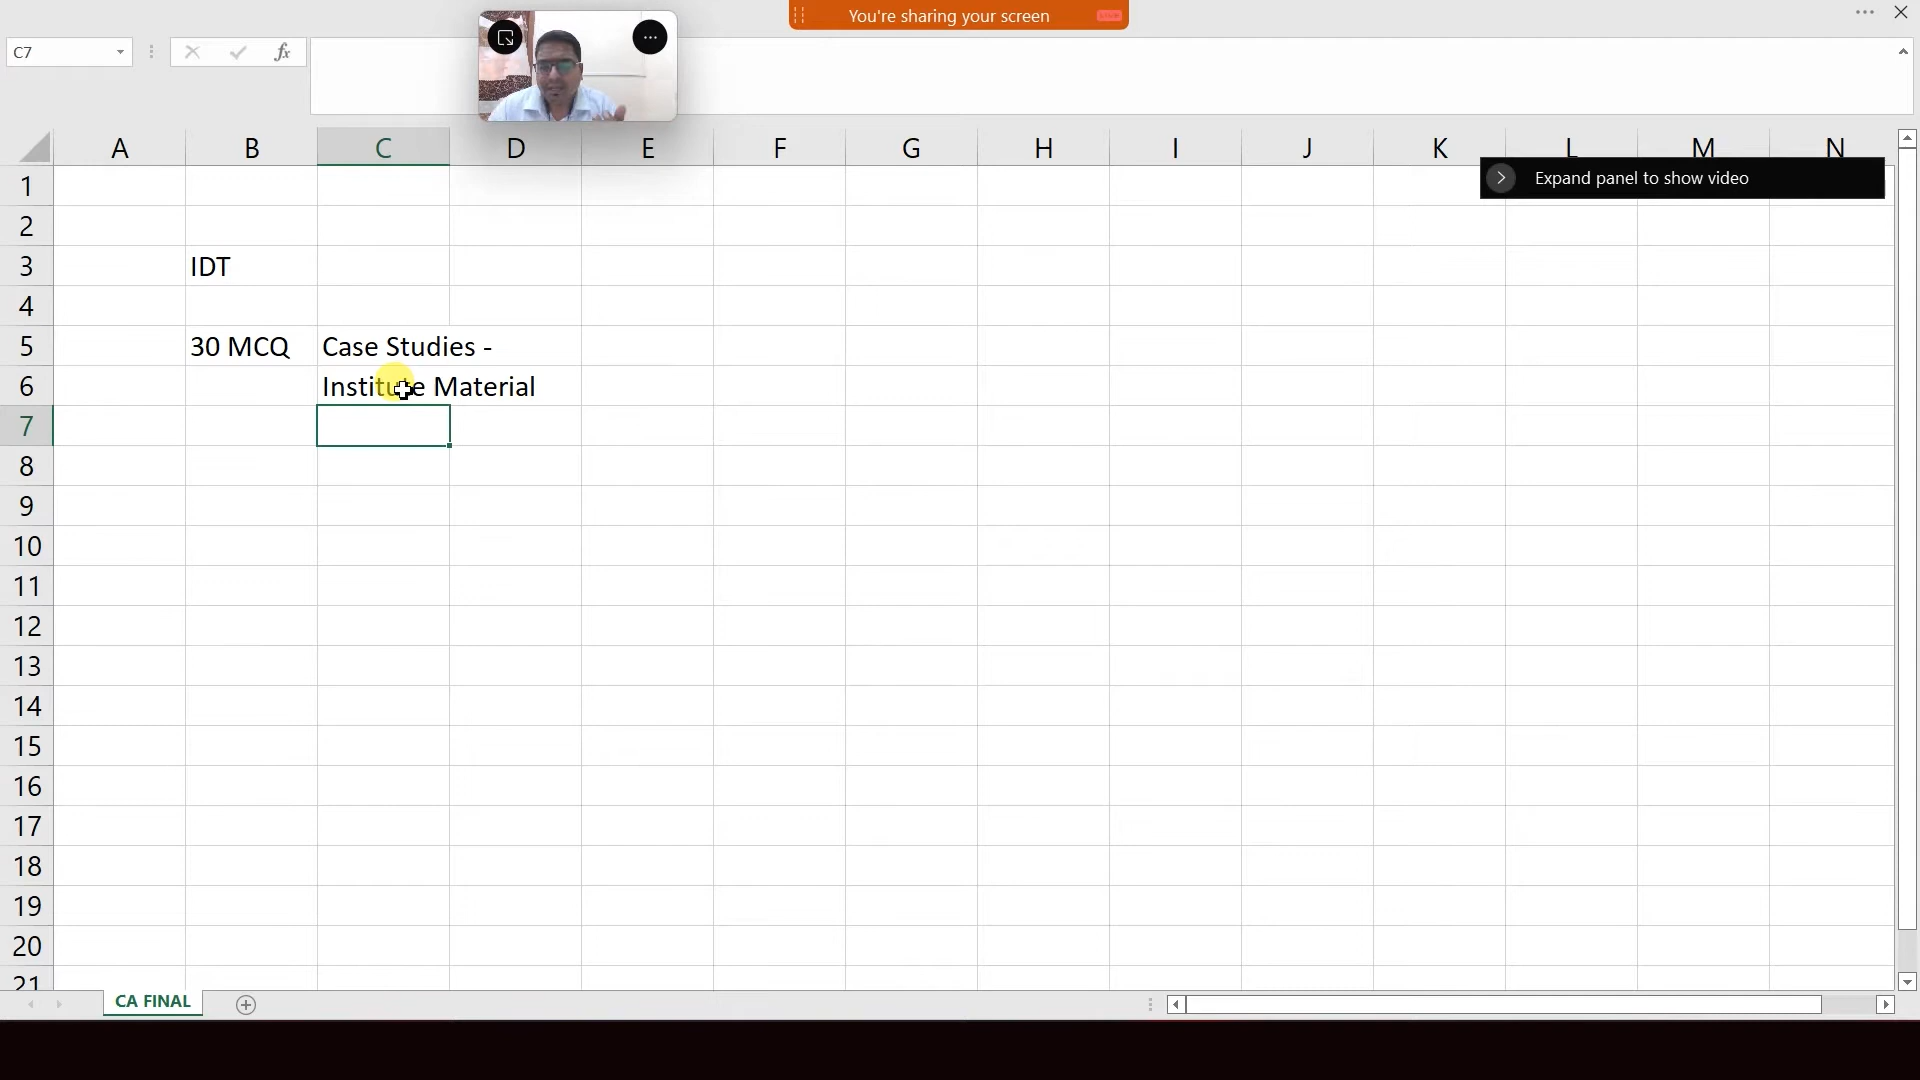 You're sharing your screen
C7
fx
A B C D E F G H I J K L M N
Expand panel to show video
1
2
3 IDT
4
5 30 MCQ Case Studies -
6 Institute Material
7
8
9
10
11
12
13
14
15
16
17
18
19
20
21
CA FINAL